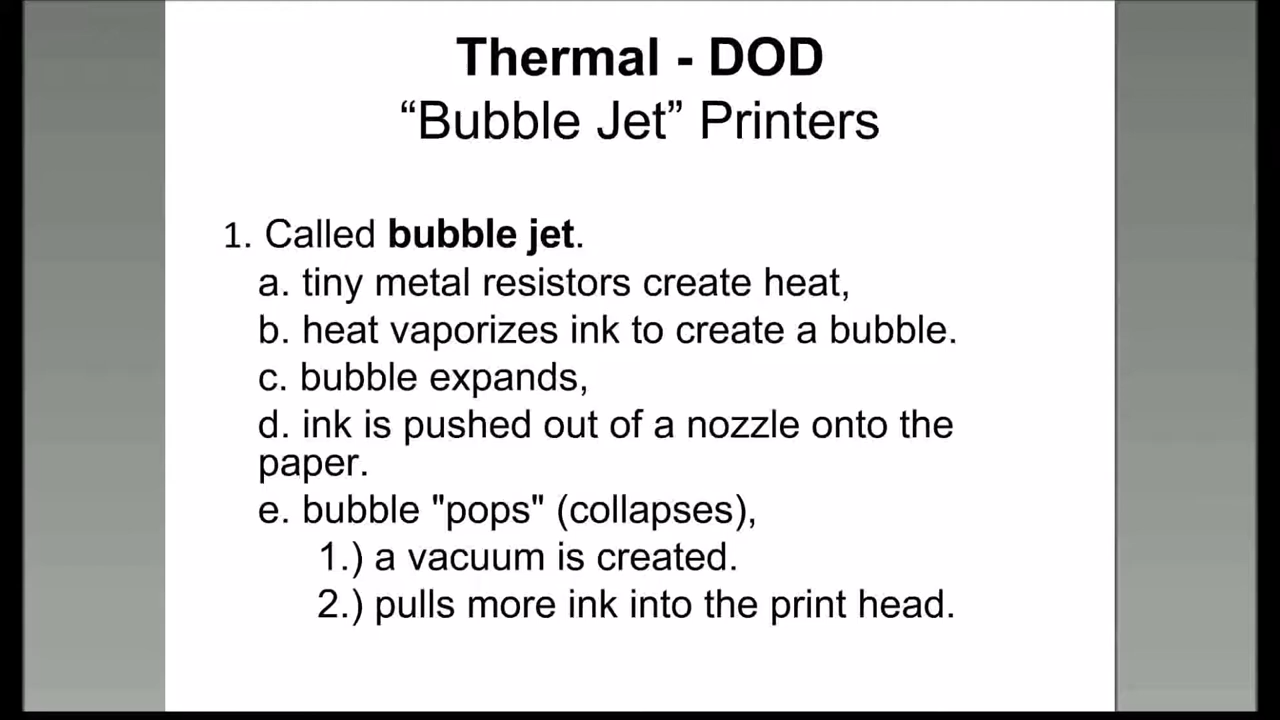 Thermal - DOD
“Bubble Jet” Printers
1. Called bubble jet.
a. tiny metal resistors create heat,
b. heat vaporizes ink to create a bubble.
c. bubble expands,
d. ink is pushed out of a nozzle onto the
paper.
e. bubble "pops" (collapses),
1.) a vacuum is created.
2.) pulls more ink into the print head.